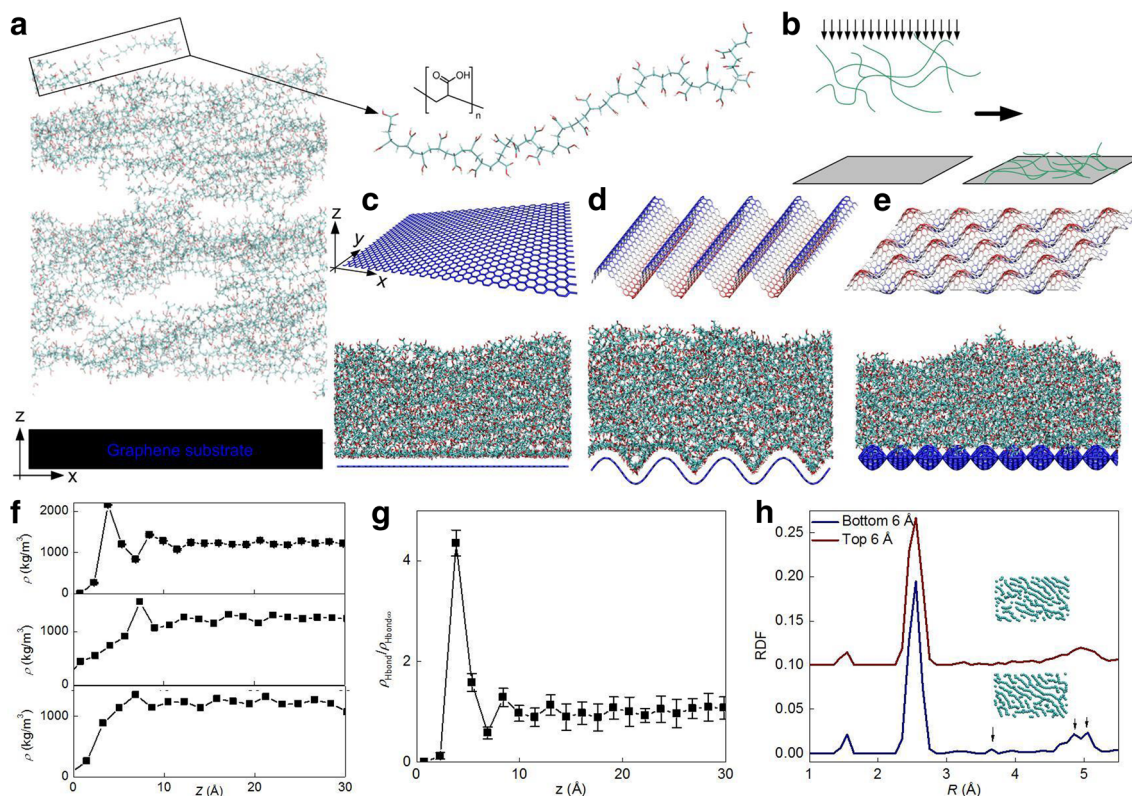 a
b
O
OH
n
c
d
e
z
y
x
z
Graphene substrate
x
f
g
h
2000
1000
0
ρ (kg/m³)
1000
0
ρ (kg/m³)
1000
0
ρ (kg/m³)
0 10 20 30
Z (Å)
4
2
0
ρHbond/ρHbond∞
0 10 20 30
z (Å)
Bottom 6 Å
Top 6 Å
0.25
0.20
0.15
0.10
0.05
0.00
RDF
1 2 3 4 5
R (Å)